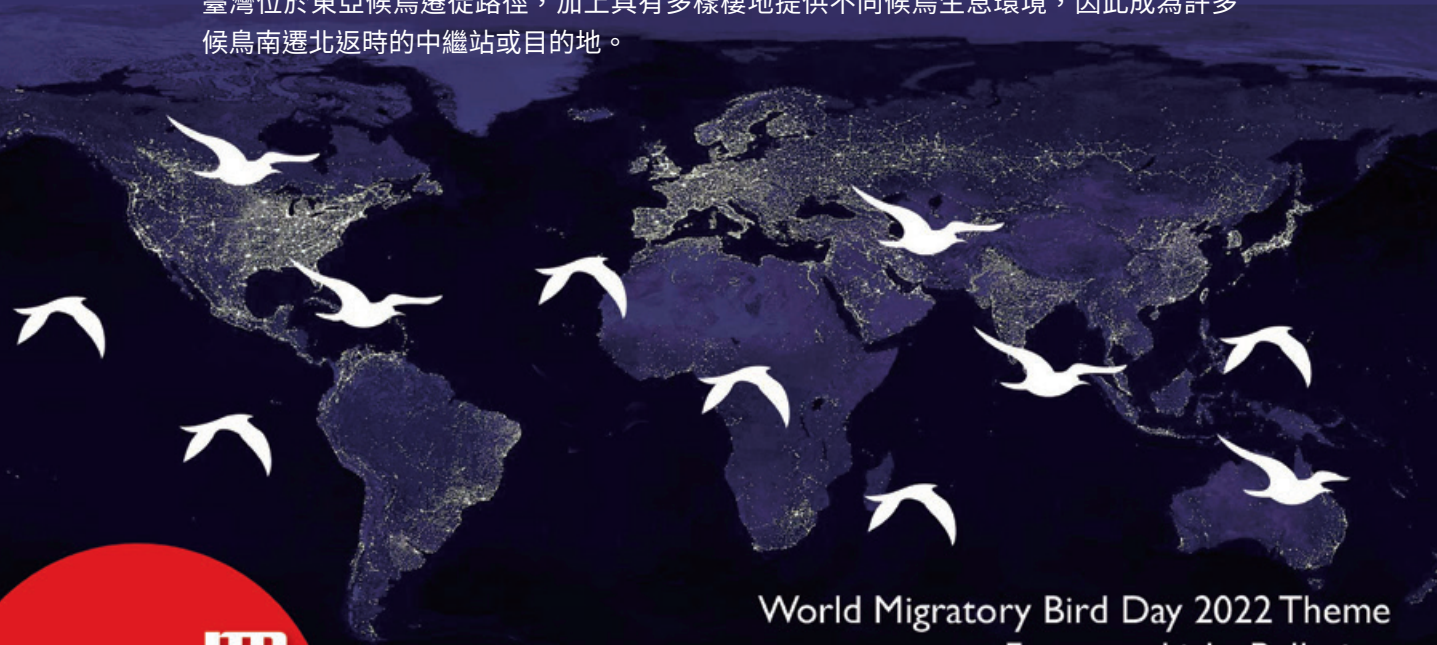 臺灣位於東亞候鳥遷徙路徑，加上具有多樣棲地提供不同候鳥生息環境，因此成為許多
候鳥南遷北返時的中繼站或目的地。
World Migratory Bird Day 2022 Theme